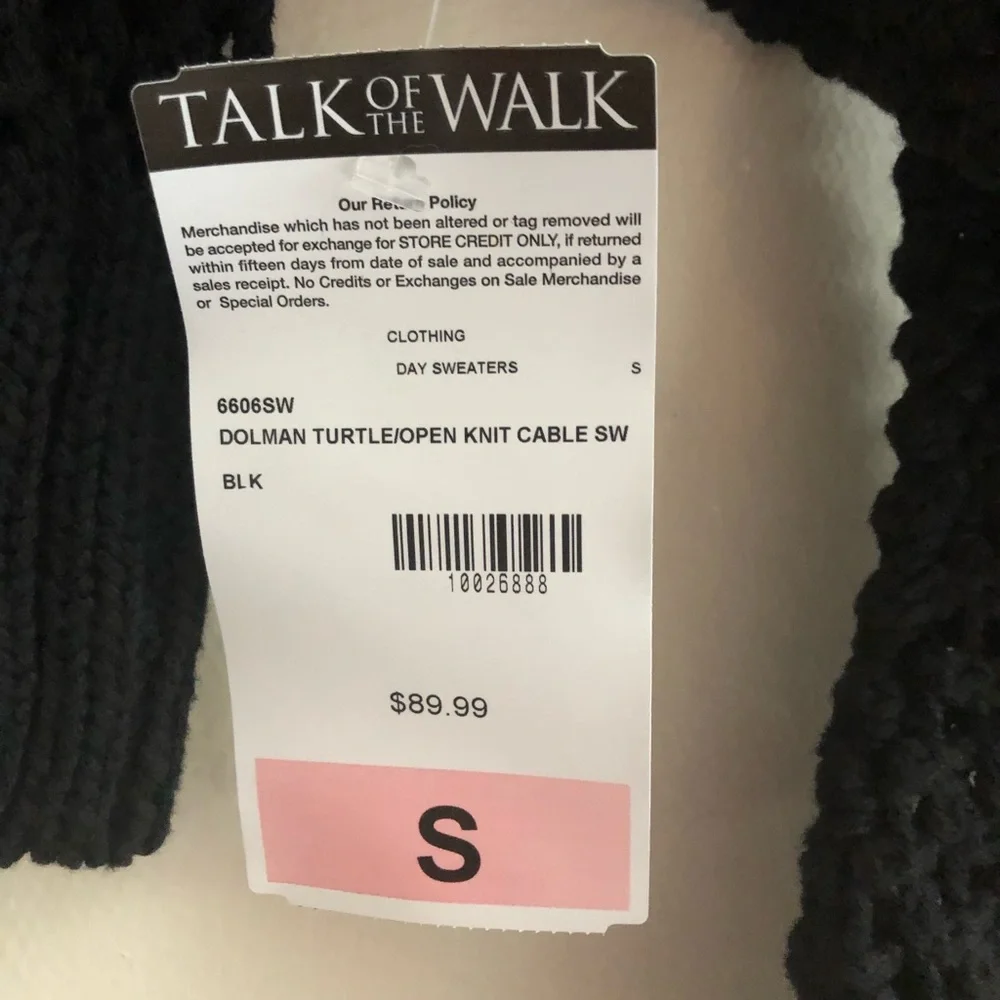 TALK OF THE WALK
Our Policy
Merchandise which has not been altered or tag removed will
be accepted for exchange for STORE CREDIT ONLY, if returned
within fifteen days from date of sale and accompanied by a
sales receipt. No Credits or Exchanges on Sale Merchandise
or Special Orders.
CLOTHING
DAY SWEATERS S
6606SW
DOLMAN TURTLE/OPEN KNIT CABLE SW
BLK
10026888
$89.99
S